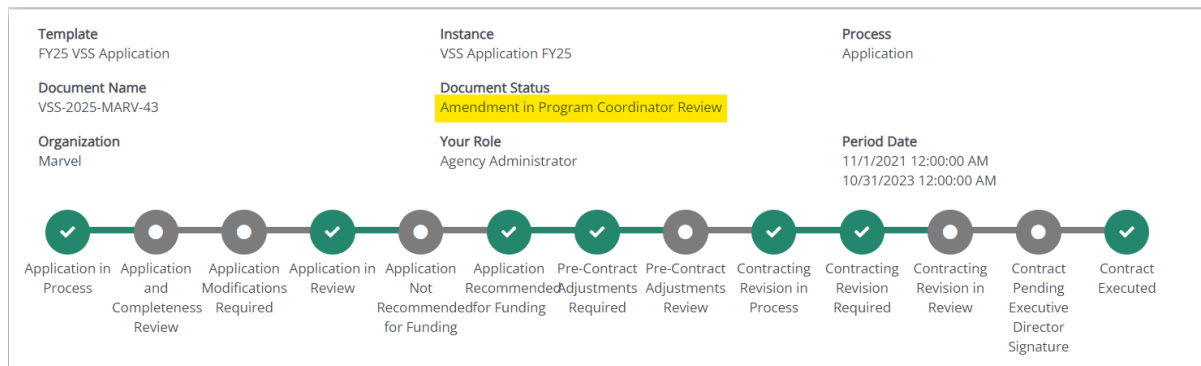 Template
FY25 VSS Application
Instance
VSS Application FY25
Process
Application
Document Name
VSS-2025-MARV-43
Document Status
Amendment in Program Coordinator Review
Organization
Marvel
Your Role
Agency Administrator
Period Date
11/1/2021 12:00:00 AM
10/31/2023 12:00:00 AM
Application in
Process
Application
and
Completeness
Review
Application
Modifications
Required
Application in
Review
Application
Not
Recommended
for Funding
Application
Recommended
for Funding
Pre-Contract
Adjustments
Required
Pre-Contract
Adjustments
Review
Contracting
Revision in
Process
Contracting
Revision
Required
Contracting
Revision in
Review
Contract
Pending
Executive
Director
Signature
Contract
Executed